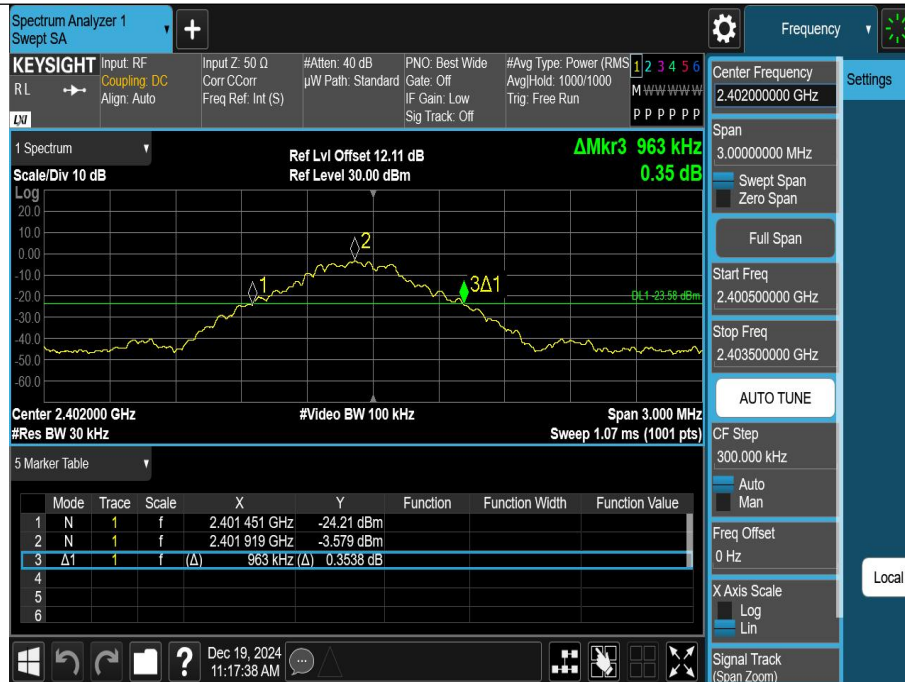 Spectrum Analyzer 1
Swept SA
+
Frequency
KEYSIGHT
RL
LXI
Input: RF
Coupling: DC
Align: Auto
Input Z: 50 Ω
Corr CCorr
Freq Ref: Int (S)
#Atten: 40 dB
µW Path: Standard
PNO: Best Wide
Gate: Off
IF Gain: Low
Sig Track: Off
#Avg Type: Power (RMS
Avg|Hold: 1000/1000
Trig: Free Run
1 2 3 4 5 6
M W W W W W
P P P P P P
1 Spectrum
Scale/Div 10 dB
Ref Lvl Offset 12.11 dB
Ref Level 30.00 dBm
ΔMkr3 963 kHz
0.35 dB
Log
20.0
10.0
0.00
-10.0
-20.0
-30.0
-40.0
-50.0
-60.0
2
1
3Δ1
DL1 -23.58 dBm
Center 2.402000 GHz
#Video BW 100 kHz
Span 3.000 MHz
#Res BW 30 kHz
Sweep 1.07 ms (1001 pts)
5 Marker Table
Mode Trace Scale X Y Function Function Width Function Value
1 N 1 f 2.401 451 GHz -24.21 dBm
2 N 1 f 2.401 919 GHz -3.579 dBm
3 Δ1 1 f (Δ) 963 kHz (Δ) 0.3538 dB
4
5
6
?
Dec 19, 2024
11:17:38 AM
Center Frequency
2.402000000 GHz
Span
3.00000000 MHz
Swept Span
Zero Span
Full Span
Start Freq
2.400500000 GHz
Stop Freq
2.403500000 GHz
AUTO TUNE
CF Step
300.000 kHz
Auto
Man
Freq Offset
0 Hz
X Axis Scale
Log
Lin
Signal Track
(Span Zoom)
Settings
Local